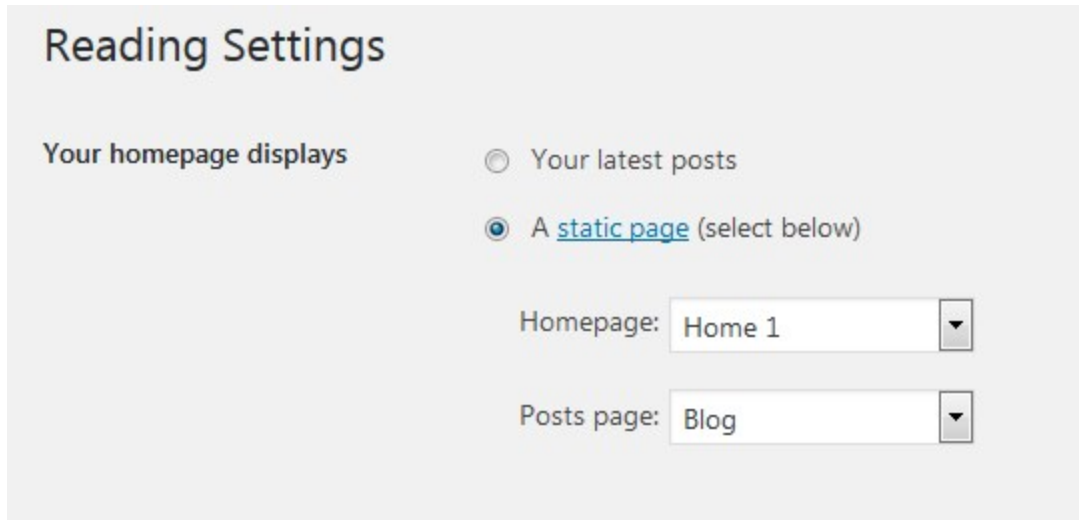 Reading Settings
Your homepage displays
Your latest posts
A static page (select below)
Homepage: Home 1
Posts page: Blog